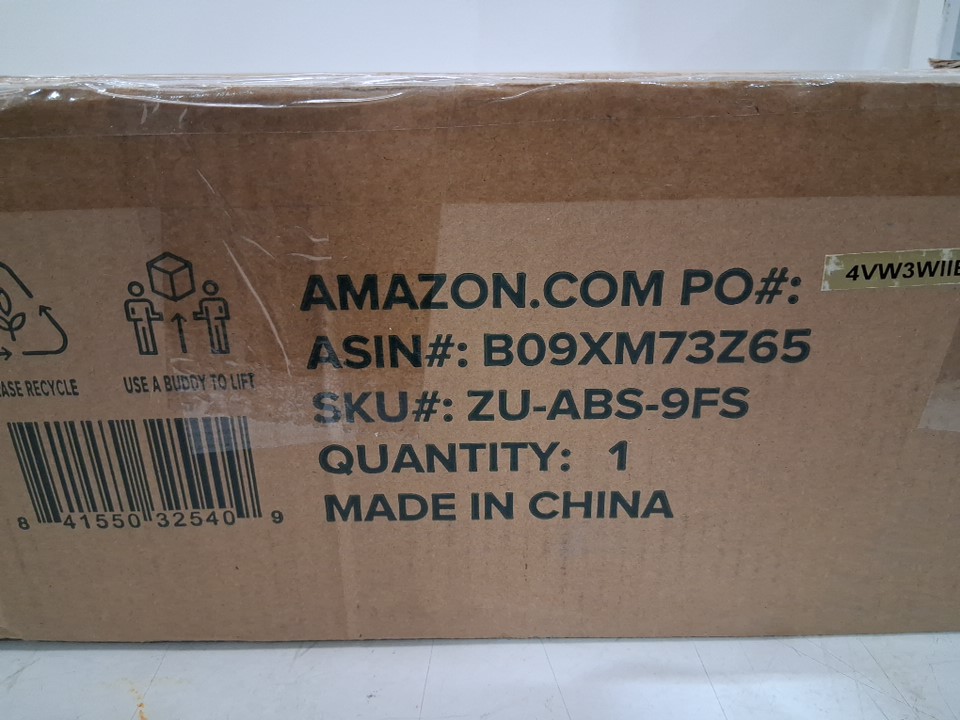 AMAZON.COM PO#:
ASIN#: B09XM73Z65
SKU#: ZU-ABS-9FS
QUANTITY: 1
MADE IN CHINA
RECYCLE
USE A BUDDY TO LIFT
8 41550 32540 9